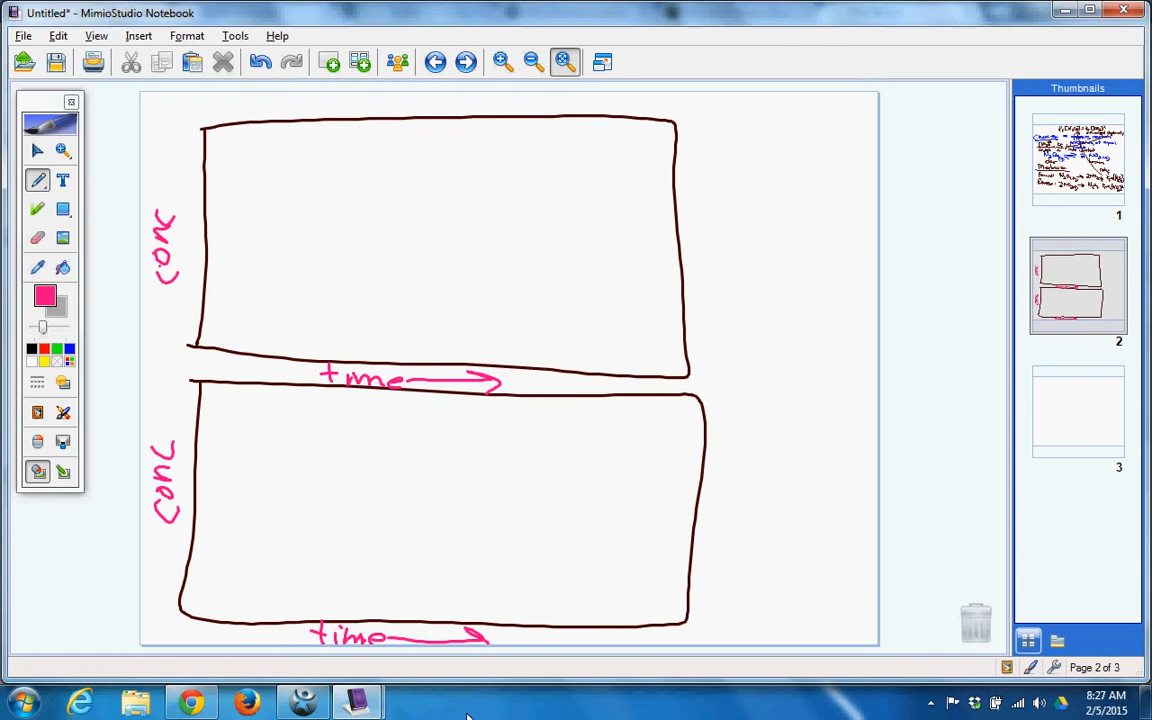 Untitled* - MimioStudio Notebook
File Edit View Insert Format Tools Help
Thumbnails
conc
time
conc
time
1
2
3
Page 2 of 3
8:27 AM
2/5/2015